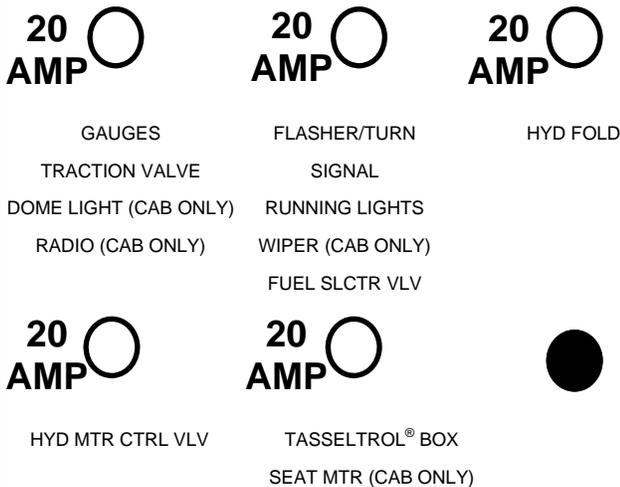 20
AMP
20
AMP
20
AMP
GAUGES
TRACTION VALVE
DOME LIGHT (CAB ONLY)
RADIO (CAB ONLY)
FLASHER/TURN
SIGNAL
RUNNING LIGHTS
WIPER (CAB ONLY)
FUEL SLCTR VLV
HYD FOLD
20
AMP
20
AMP
HYD MTR CTRL VLV
TASSELTROL® BOX
SEAT MTR (CAB ONLY)